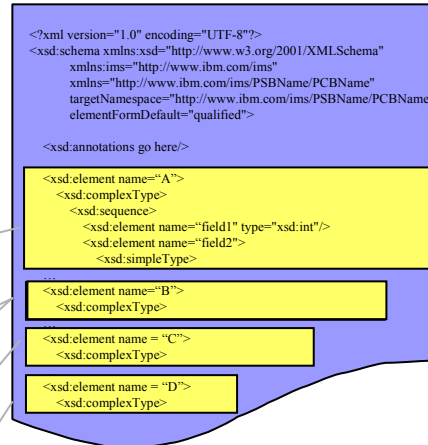 <?xml version="1.0" encoding="UTF-8"?>
<xsd:schema xmlns:xsd="http://www.w3.org/2001/XMLSchema"
xmlns:ims="http://www.ibm.com/ims"
xmlns="http://www.ibm.com/ims/PSBName/PCBName"
targetNamespace="http://www.ibm.com/ims/PSBName/PCBName
elementFormDefault="qualified">
<xsd:annotations go here/>
<xsd:element name=“A”>
<xsd:complexType>
<xsd:sequence>
<xsd:element name=“field1" type="xsd:int"/>
<xsd:element name=“field2">
<xsd:simpleType>
…
<xsd:element name=“B”>
<xsd:complexType>
…
<xsd:element name = “C”>
<xsd:complexType>
<xsd:element name = “D”>
<xsd:complexType>